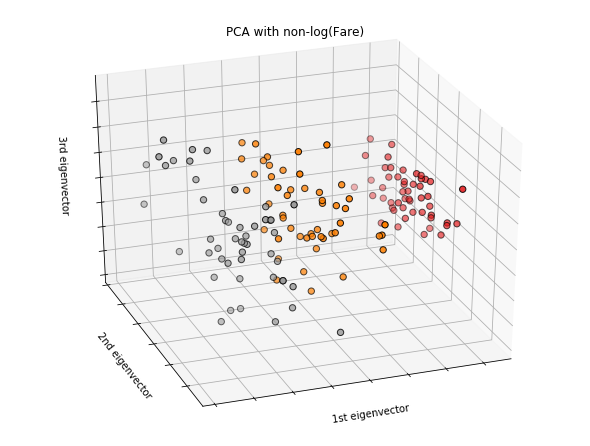 PCA with non-log(Fare)
3rd eigenvector
2nd eigenvector
1st eigenvector